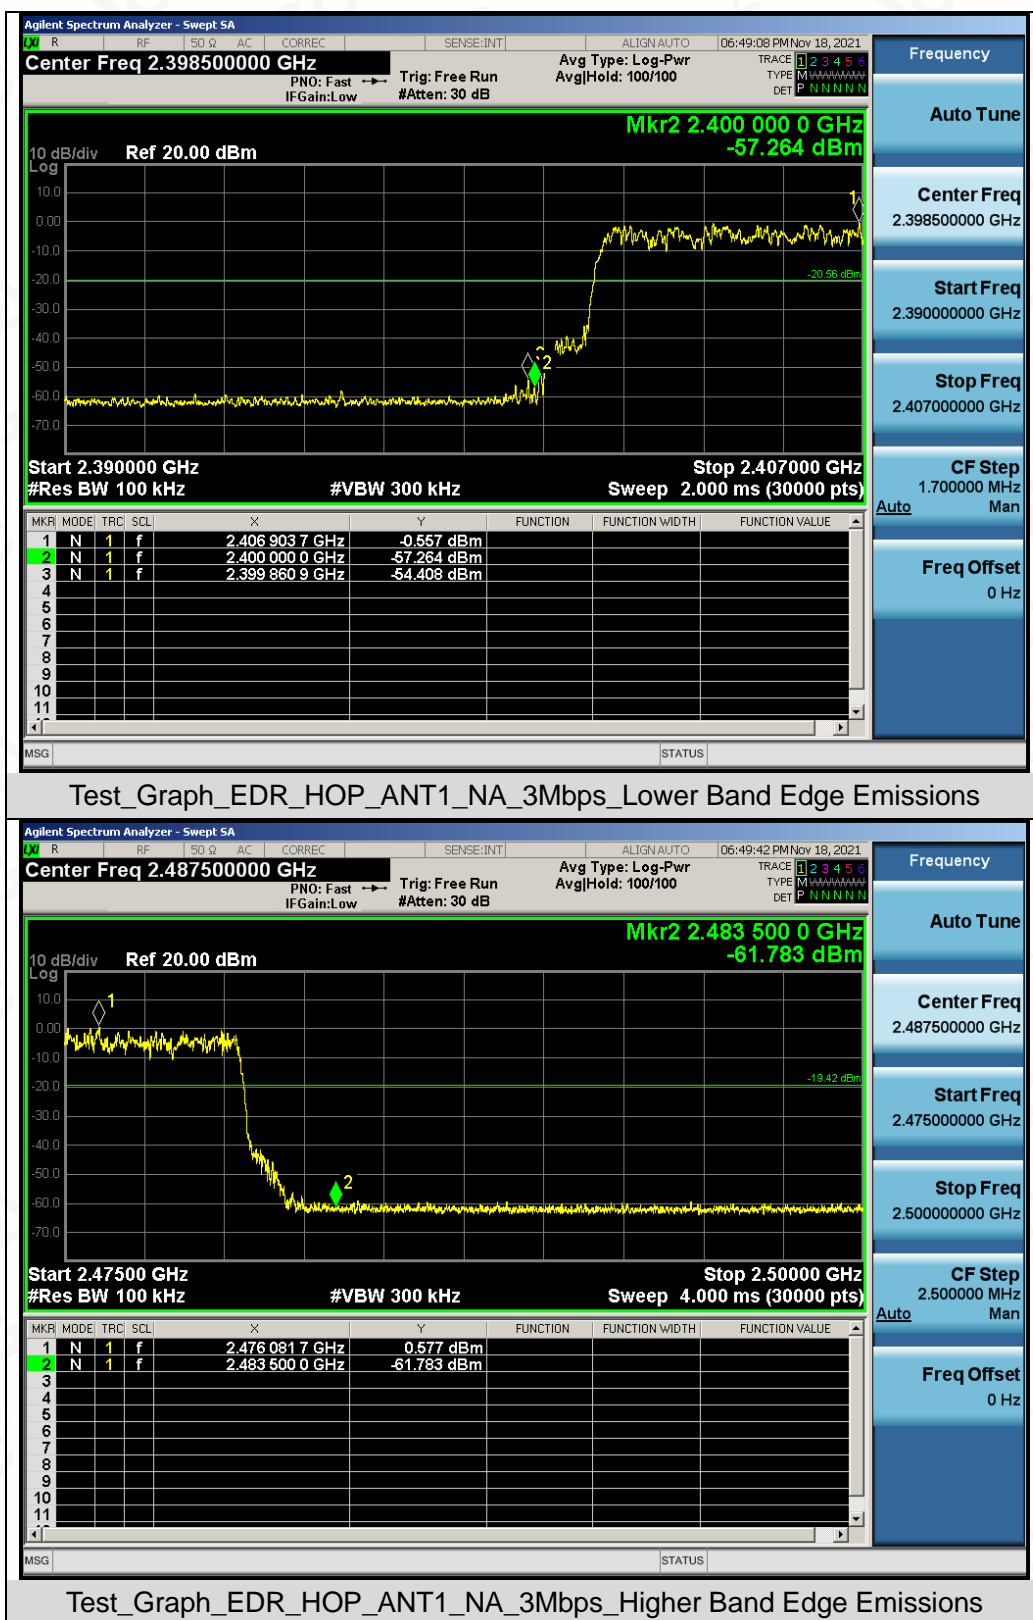 Agilent Spectrum Analyzer - Swept SA
LXI R RF 50 Ω AC CORREC SENSE:INT ALIGNAUTO 06:49:08 PM Nov 18, 2021
Center Freq 2.398500000 GHz
PNO: Fast
IFGain:Low
Trig: Free Run
#Atten: 30 dB
Avg Type: Log-Pwr
Avg|Hold: 100/100
TRACE 1 2 3 4 5 6
TYPE M
DET P N N N N N
Mkr2 2.400 000 0 GHz
-57.264 dBm
10 dB/div Ref 20.00 dBm
Log
10.0
0.00
-10.0
-20.0
-30.0
-40.0
-50.0
-60.0
-70.0
1
-20.56 dBm
2
Start 2.390000 GHz Stop 2.407000 GHz
#Res BW 100 kHz #VBW 300 kHz Sweep 2.000 ms (30000 pts)
MKR MODE TRC SCL X Y FUNCTION FUNCTION WIDTH FUNCTION VALUE
1 N 1 f 2.406 903 7 GHz -0.557 dBm
2 N 1 f 2.400 000 0 GHz -57.264 dBm
3 N 1 f 2.399 860 9 GHz -54.408 dBm
4
5
6
7
8
9
10
11
MSG STATUS
Frequency
Auto Tune
Center Freq
2.398500000 GHz
Start Freq
2.390000000 GHz
Stop Freq
2.407000000 GHz
CF Step
1.700000 MHz
Auto Man
Freq Offset
0 Hz
Test_Graph_EDR_HOP_ANT1_NA_3Mbps_Lower Band Edge Emissions
Agilent Spectrum Analyzer - Swept SA
LXI R RF 50 Ω AC CORREC SENSE:INT ALIGNAUTO 06:49:42 PM Nov 18, 2021
Center Freq 2.487500000 GHz
PNO: Fast
IFGain:Low
Trig: Free Run
#Atten: 30 dB
Avg Type: Log-Pwr
Avg|Hold: 100/100
TRACE 1 2 3 4 5 6
TYPE M
DET P N N N N N
Mkr2 2.483 500 0 GHz
-61.783 dBm
10 dB/div Ref 20.00 dBm
Log
10.0
0.00
-10.0
-20.0
-30.0
-40.0
-50.0
-60.0
-70.0
1
-19.42 dBm
2
Start 2.47500 GHz Stop 2.50000 GHz
#Res BW 100 kHz #VBW 300 kHz Sweep 4.000 ms (30000 pts)
MKR MODE TRC SCL X Y FUNCTION FUNCTION WIDTH FUNCTION VALUE
1 N 1 f 2.476 081 7 GHz 0.577 dBm
2 N 1 f 2.483 500 0 GHz -61.783 dBm
3
4
5
6
7
8
9
10
11
MSG STATUS
Frequency
Auto Tune
Center Freq
2.487500000 GHz
Start Freq
2.475000000 GHz
Stop Freq
2.500000000 GHz
CF Step
2.500000 MHz
Auto Man
Freq Offset
0 Hz
Test_Graph_EDR_HOP_ANT1_NA_3Mbps_Higher Band Edge Emissions